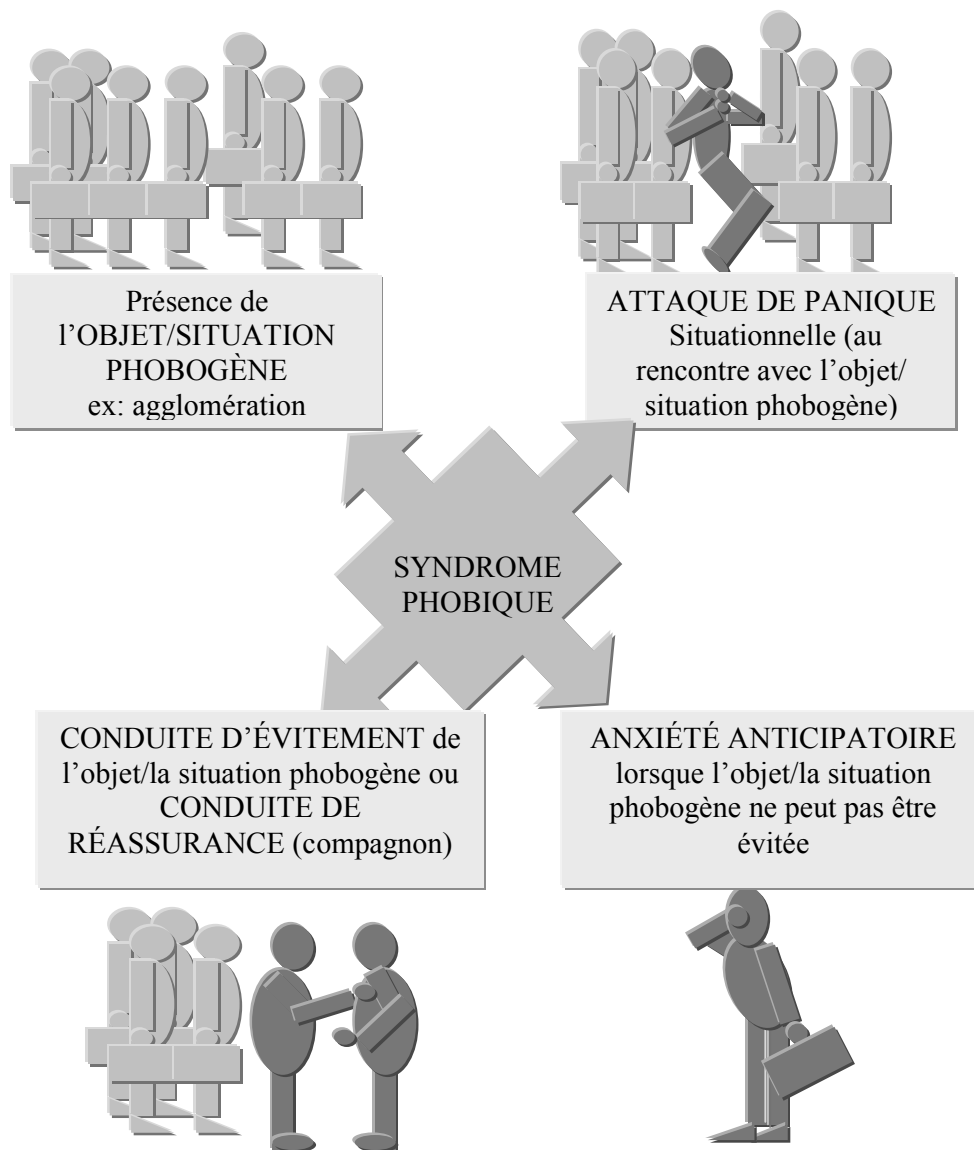 Présence de
l’OBJET/SITUATION
PHOBOGÈNE
ex: agglomération
ATTAQUE DE PANIQUE
Situationnelle (au
rencontre avec l’objet/
situation phobogène)
SYNDROME
PHOBIQUE
CONDUITE D’ÉVITEMENT de
l’objet/la situation phobogène ou
CONDUITE DE
RÉASSURANCE (compagnon)
ANXIÉTÉ ANTICIPATOIRE
lorsque l’objet/la situation
phobogène ne peut pas être
évitée